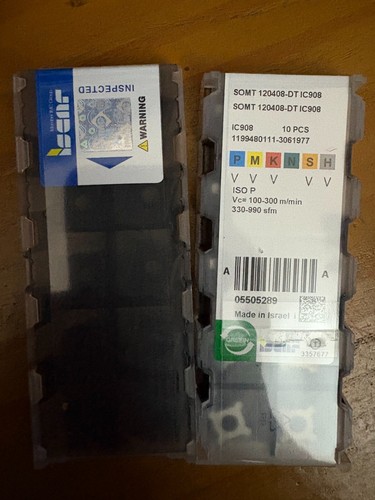 iscar
INSPECTED
WARNING
SOMT 120408-DT IC908
SOMT 120408-DT IC908
IC908 10 PCS
1199480111-3061977
P M K N S H
V V V V V
ISO P
Vc= 100-300 m/min
330-990 sfm
A A
05505289
Made in Israel
3357677